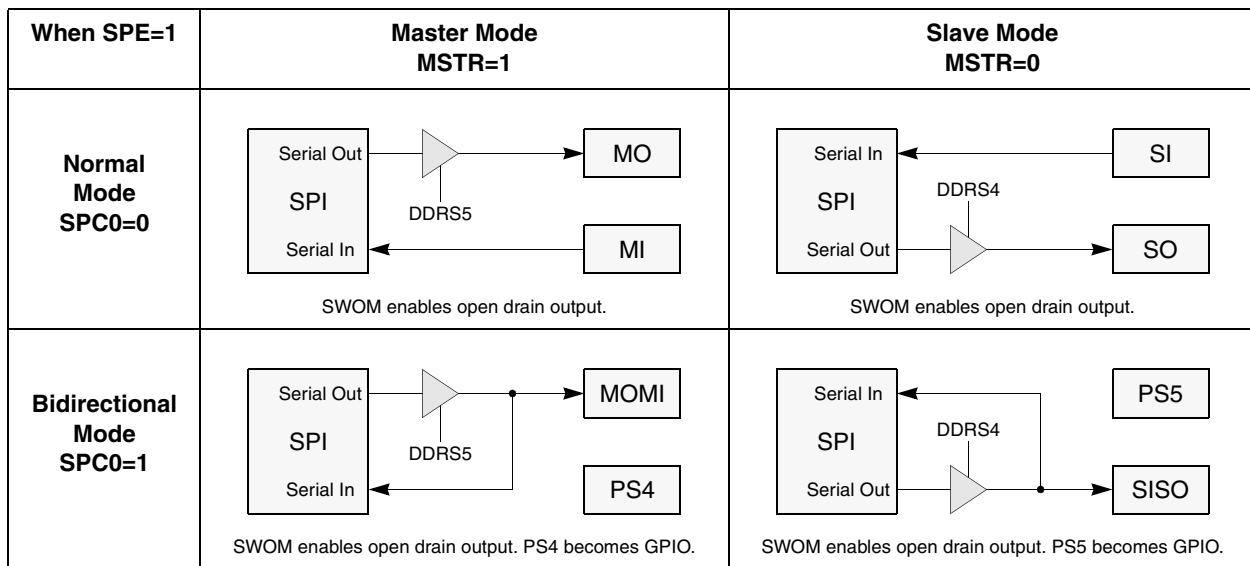 When SPE=1
Master Mode
MSTR=1
Slave Mode
MSTR=0
Normal
Mode
SPC0=0
Serial Out
SPI
Serial In
DDRS5
MO
MI
SWOM enables open drain output.
Serial In
SPI
Serial Out
DDRS4
SI
SO
SWOM enables open drain output.
Bidirectional
Mode
SPC0=1
Serial Out
SPI
Serial In
DDRS5
MOMI
PS4
SWOM enables open drain output. PS4 becomes GPIO.
Serial In
SPI
Serial Out
DDRS4
PS5
SISO
SWOM enables open drain output. PS5 becomes GPIO.